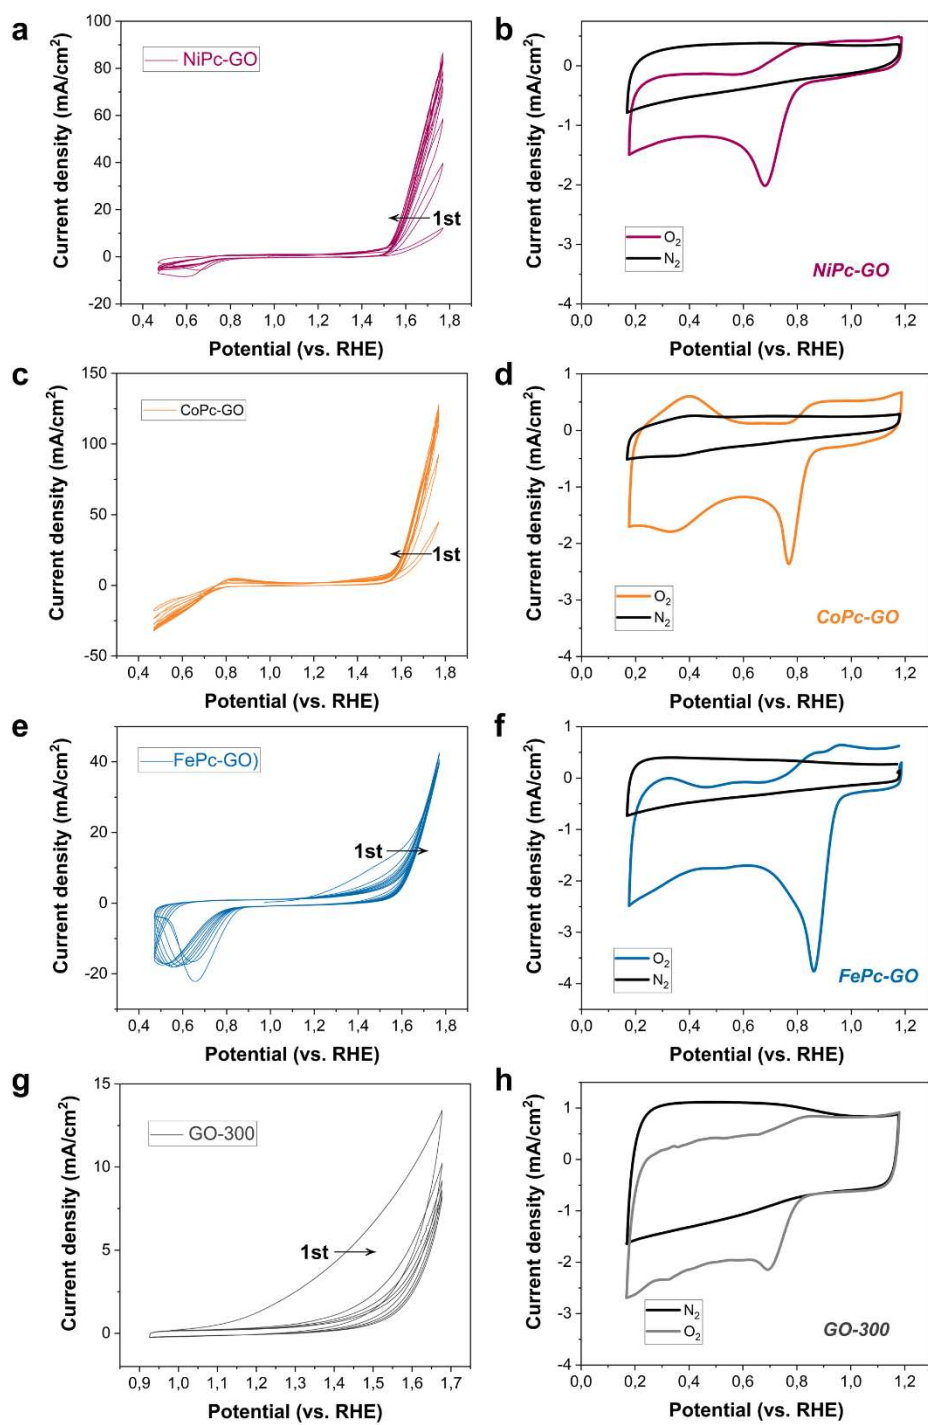 a
Current density (mA/cm²)
100
80
60
40
20
0
-20
NiPc-GO
1st
0,4 0,6 0,8 1,0 1,2 1,4 1,6 1,8
Potential (vs. RHE)
b
Current density (mA/cm²)
0
-1
-2
-3
-4
O₂
N₂
NiPc-GO
0,0 0,2 0,4 0,6 0,8 1,0 1,2
Potential (vs. RHE)
c
Current density (mA/cm²)
150
100
50
0
-50
CoPc-GO
1st
0,4 0,6 0,8 1,0 1,2 1,4 1,6 1,8
Potential (vs. RHE)
d
Current density (mA/cm²)
1
0
-1
-2
-3
-4
O₂
N₂
CoPc-GO
0,0 0,2 0,4 0,6 0,8 1,0 1,2
Potential (vs. RHE)
e
Current density (mA/cm²)
40
20
0
-20
FePc-GO)
1st
0,4 0,6 0,8 1,0 1,2 1,4 1,6 1,8
Potential (vs. RHE)
f
Current density (mA/cm²)
1
0
-1
-2
-3
-4
O₂
N₂
FePc-GO
0,0 0,2 0,4 0,6 0,8 1,0 1,2
Potential (vs. RHE)
g
Current density (mA/cm²)
15
10
5
0
GO-300
1st
0,9 1,0 1,1 1,2 1,3 1,4 1,5 1,6 1,7
Potential (vs. RHE)
h
Current density (mA/cm²)
1
0
-1
-2
-3
-4
N₂
O₂
GO-300
0,0 0,2 0,4 0,6 0,8 1,0 1,2
Potential (vs. RHE)